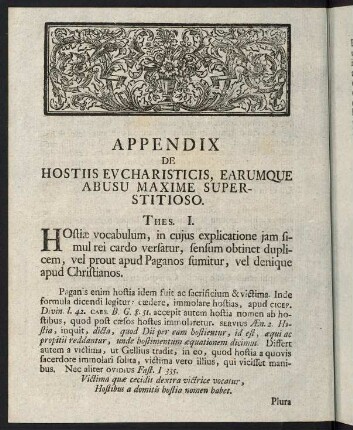 APPENDIX
DE
HOSTIIS EVCHARISTICIS, EARUMQUE
ABUSU MAXIME SUPER-
STITIOSO.
THES. I.
HOstiæ vocabulum, in cujus explicatione jam si-
mul rei cardo versatur, sensum obtinet dupli-
cem, vel prout apud Paganos sumitur, vel denique
apud Christianos.
Paganis enim hostia idem fuit ac sacrificium & victima. Inde
formula dicendi legitur: cædere, immolare hostias, apud CICER.
Divin. l. 42. CAES. B. G. 8. 51. accepit autem hostia nomen ab ho-
stibus, quod post cæsos hostes immolaretur. SERVIUS Æn. 2. Ho-
stia, inquit, dicta, quod Dii per eam hostientur, id est, æqui ac
propitii reddantur, unde hostimentum æquationem dicimus. Differt
autem a victima, ut Gellius tradit, in eo, quod hostia a quovis
sacerdote immolari solita, victima vero illius, qui vicisset mani-
bus. Nec aliter OVIDIUS Fast. I 335.
Victima quæ cecidit dextra victrice vocatur,
Hostibus a domitis hostia nomen habet.
Plura